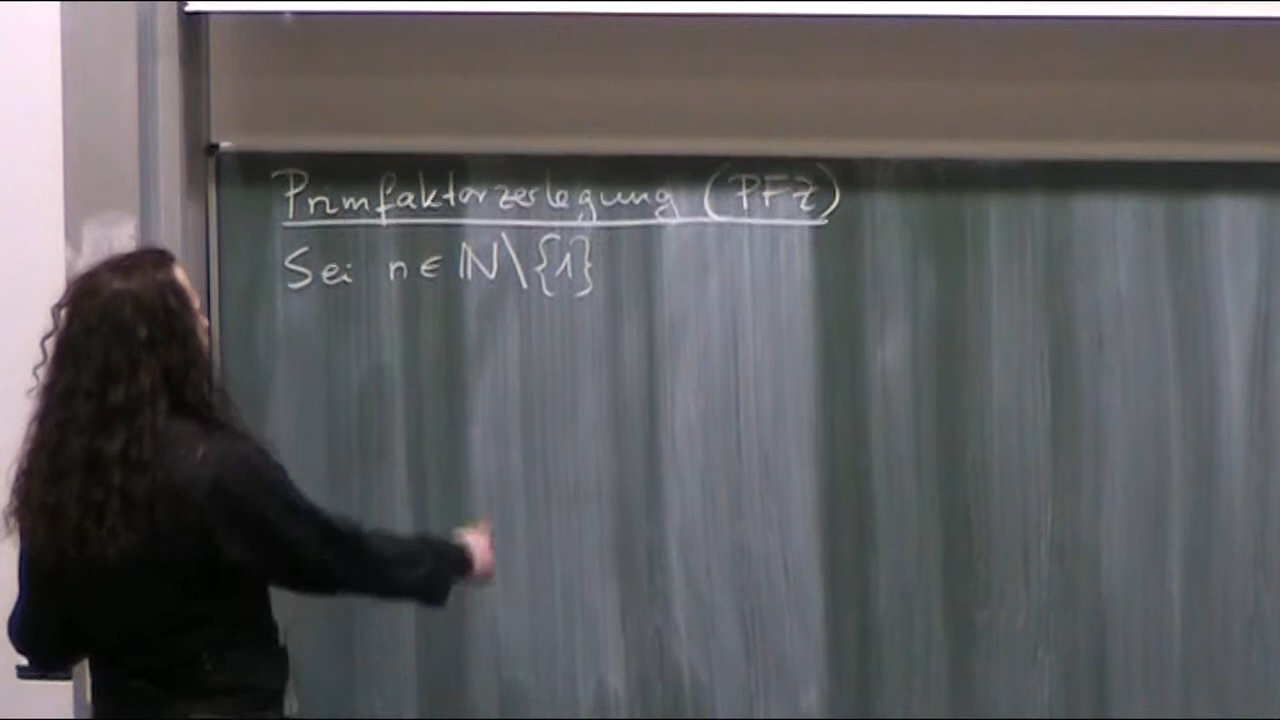 Primfaktorzerlegung (PFZ)
Sei n ∈ ℕ\{1}